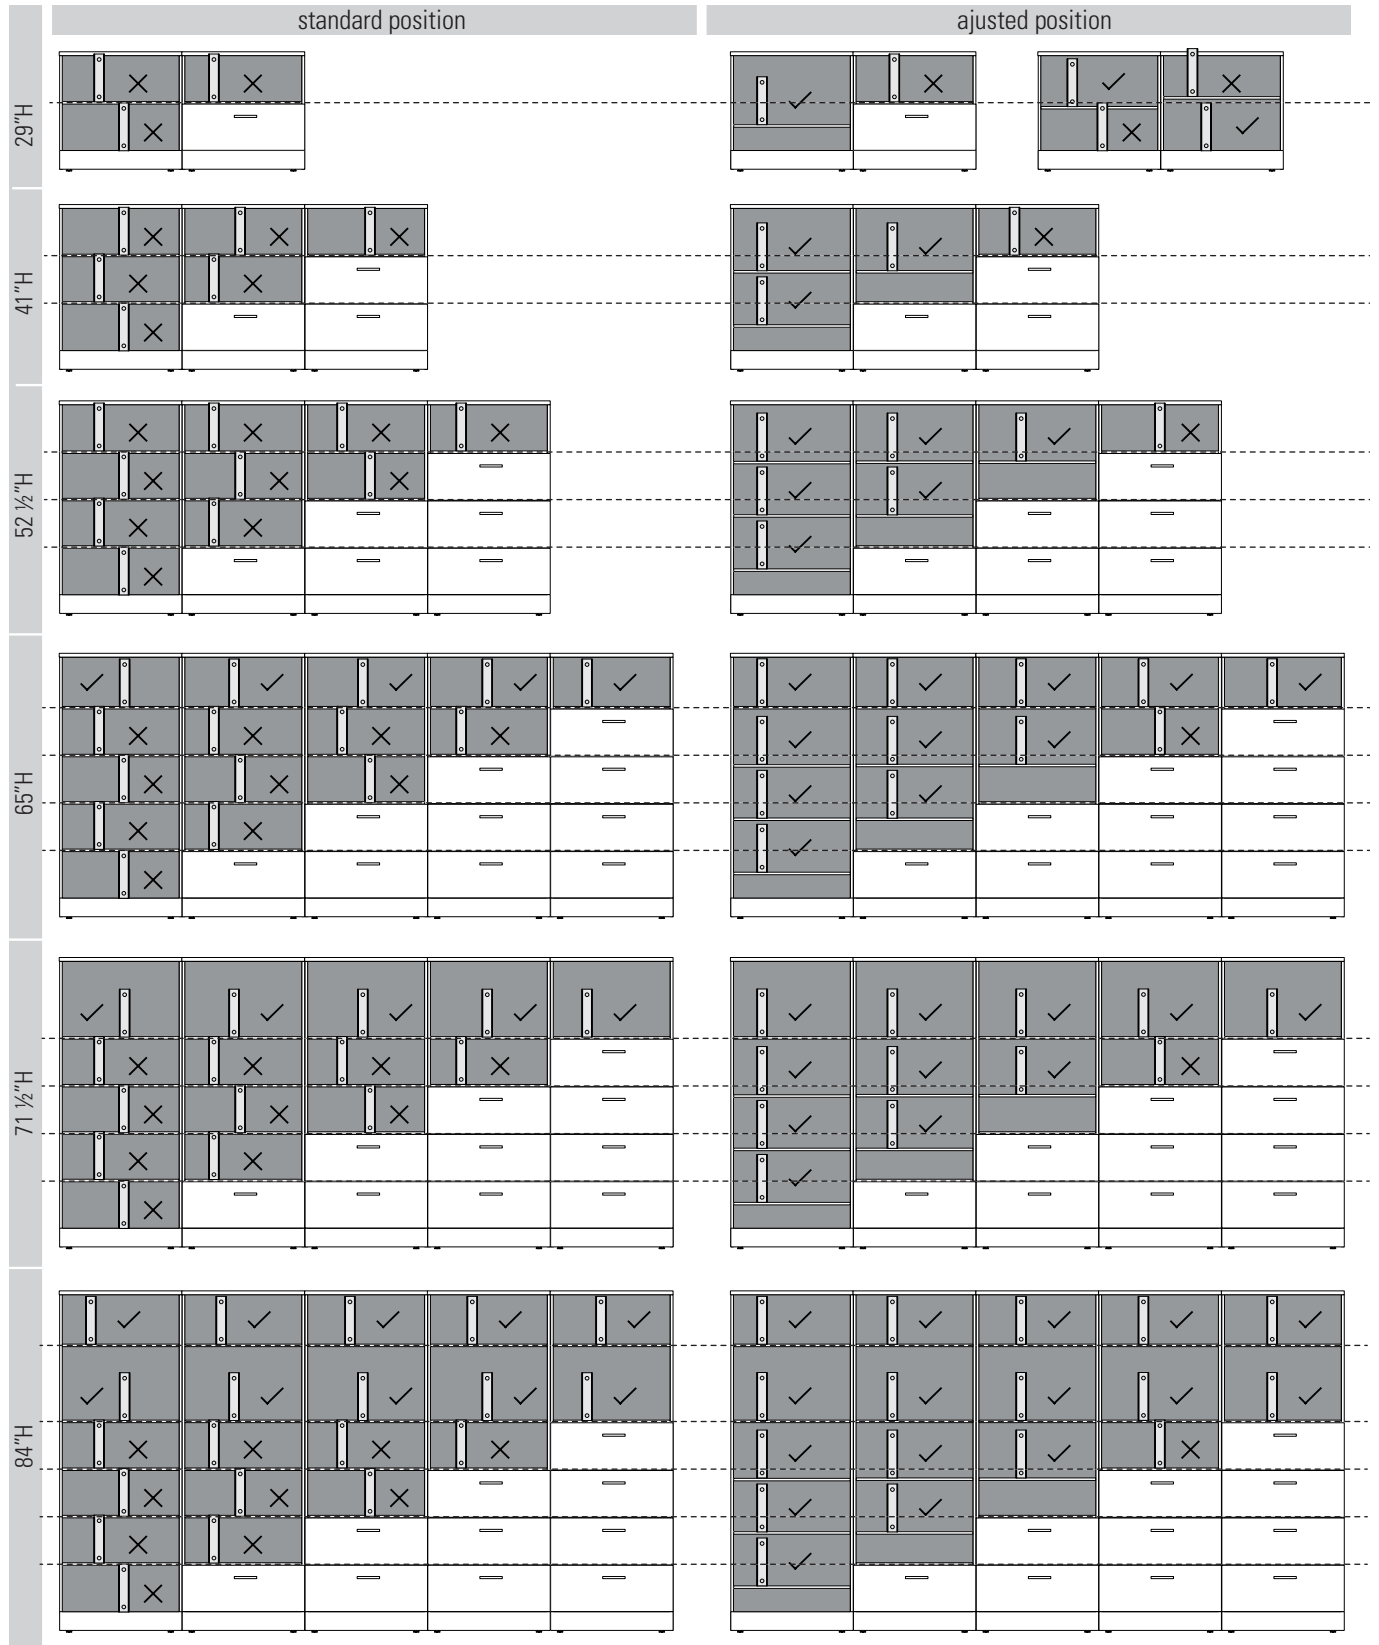 standard position
ajusted position
29"H
41"H
52 ½"H
65"H
71 ½"H
84"H